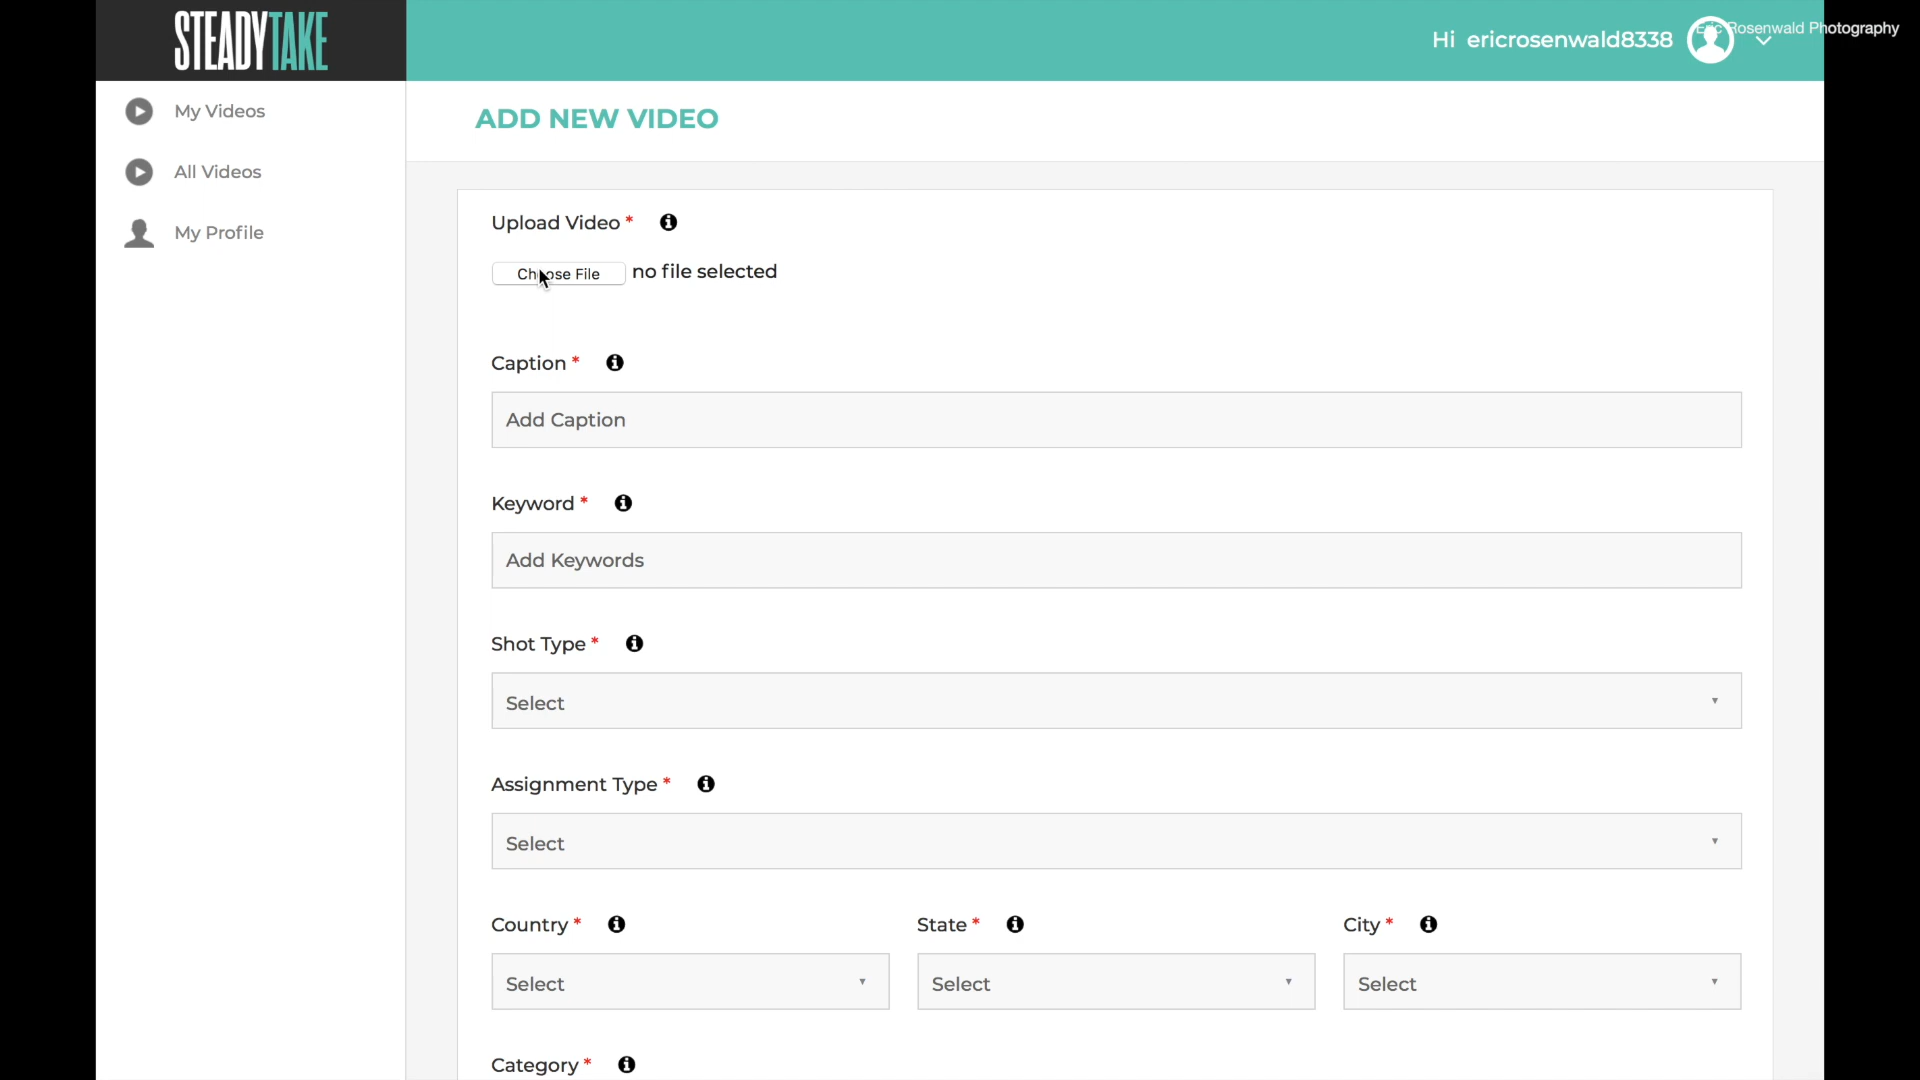 STEADYTAKE
Hi ericrosenwald8338
Eric Rosenwald Photography
My Videos
All Videos
My Profile
ADD NEW VIDEO
Upload Video *
Choose File no file selected
Caption *
Add Caption
Keyword *
Add Keywords
Shot Type *
Select
Assignment Type *
Select
Country * State * City *
Select Select Select
Category *